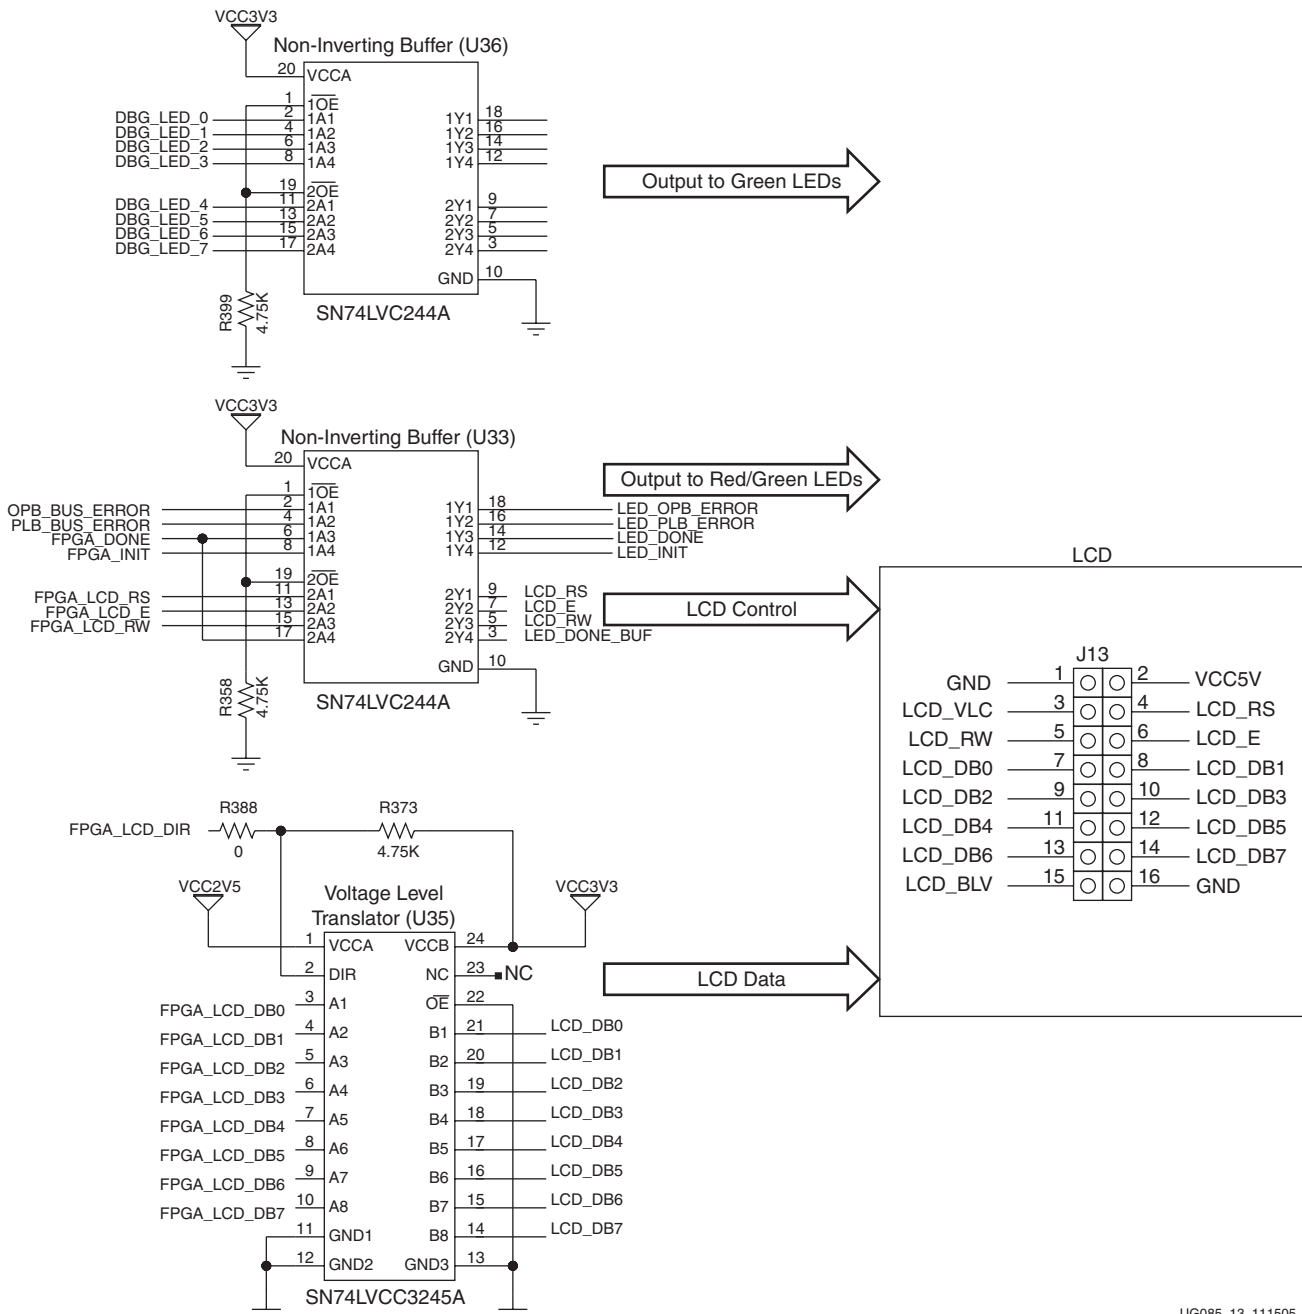 VCC3V3
Non-Inverting Buffer (U36)
20 VCCA
1 1OE
DBG_LED_0 2 1A1 1Y1 18
DBG_LED_1 4 1A2 1Y2 16
DBG_LED_2 6 1A3 1Y3 14
DBG_LED_3 8 1A4 1Y4 12
Output to Green LEDs
19 2OE
DBG_LED_4 11 2A1 2Y1 9
DBG_LED_5 13 2A2 2Y2 7
DBG_LED_6 15 2A3 2Y3 5
DBG_LED_7 17 2A4 2Y4 3
GND 10
R399
4.75K
SN74LVC244A
VCC3V3
Non-Inverting Buffer (U33)
20 VCCA
Output to Red/Green LEDs
1 1OE
OPB_BUS_ERROR 2 1A1 1Y1 18 LED_OPB_ERROR
PLB_BUS_ERROR 4 1A2 1Y2 16 LED_PLB_ERROR
FPGA_DONE 6 1A3 1Y3 14 LED_DONE
FPGA_INIT 8 1A4 1Y4 12 LED_INIT
19 2OE
FPGA_LCD_RS 11 2A1 2Y1 9 LCD_RS
FPGA_LCD_E 13 2A2 2Y2 7 LCD_E
FPGA_LCD_RW 15 2A3 2Y3 5 LCD_RW
17 2A4 2Y4 3 LED_DONE_BUF
LCD Control
GND 10
R358
4.75K
SN74LVC244A
LCD
J13
GND 1 2 VCC5V
LCD_VLC 3 4 LCD_RS
LCD_RW 5 6 LCD_E
LCD_DB0 7 8 LCD_DB1
LCD_DB2 9 10 LCD_DB3
LCD_DB4 11 12 LCD_DB5
LCD_DB6 13 14 LCD_DB7
LCD_BLV 15 16 GND
R388 R373
FPGA_LCD_DIR
0 4.75K
VCC2V5
VCC3V3
Voltage Level
Translator (U35)
1 VCCA VCCB 24
2 DIR NC 23 NC
LCD Data
3 A1 OE 22
FPGA_LCD_DB0
4 A2 B1 21 LCD_DB0
FPGA_LCD_DB1
5 A3 B2 20 LCD_DB1
FPGA_LCD_DB2
6 A4 B3 19 LCD_DB2
FPGA_LCD_DB3
7 A5 B4 18 LCD_DB3
FPGA_LCD_DB4
8 A6 B5 17 LCD_DB4
FPGA_LCD_DB5
9 A7 B6 16 LCD_DB5
FPGA_LCD_DB6
10 A8 B7 15 LCD_DB6
FPGA_LCD_DB7
11 GND1 B8 14 LCD_DB7
12 GND2 GND3 13
SN74LVCC3245A
UG085_13_111505